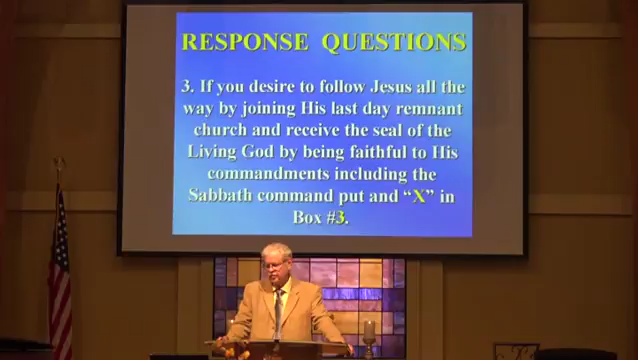 RESPONSE QUESTIONS
3. If you desire to follow Jesus all the
way by joining His last day remnant
church and receive the seal of the
Living God by being faithful to His
commandments including the
Sabbath command put and “X” in
Box #3.